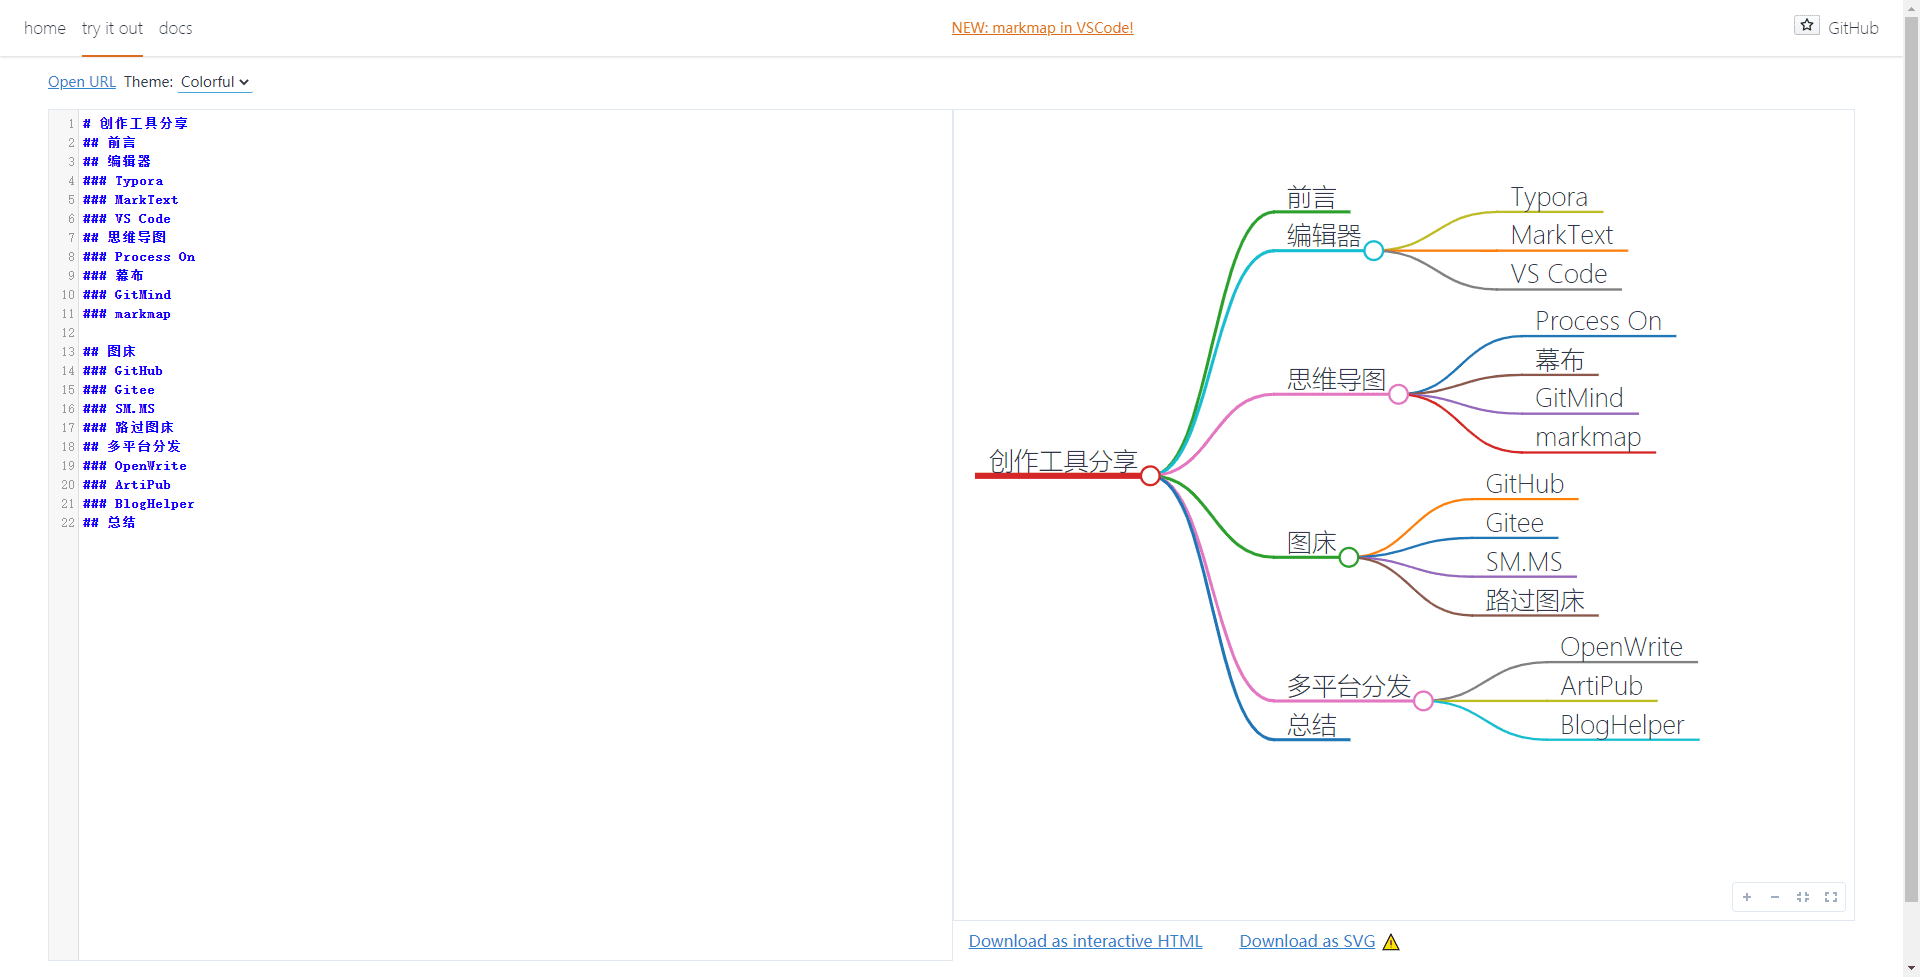 home try it out docs NEW: markmap in VSCode! GitHub
Open URL Theme: Colorful
1 # 创作工具分享
2 ## 前言
3 ## 编辑器
4 ### Typora
5 ### MarkText
6 ### VS Code
7 ## 思维导图
8 ### Process On
9 ### 幕布
10 ### GitMind
11 ### markmap
12
13 ## 图床
14 ### GitHub
15 ### Gitee
16 ### SM.MS
17 ### 路过图床
18 ## 多平台分发
19 ### OpenWrite
20 ### ArtiPub
21 ### BlogHelper
22 ## 总结
创作工具分享
前言
编辑器
Typora
MarkText
VS Code
思维导图
Process On
幕布
GitMind
markmap
图床
GitHub
Gitee
SM.MS
路过图床
多平台分发
OpenWrite
ArtiPub
BlogHelper
总结
Download as interactive HTML Download as SVG